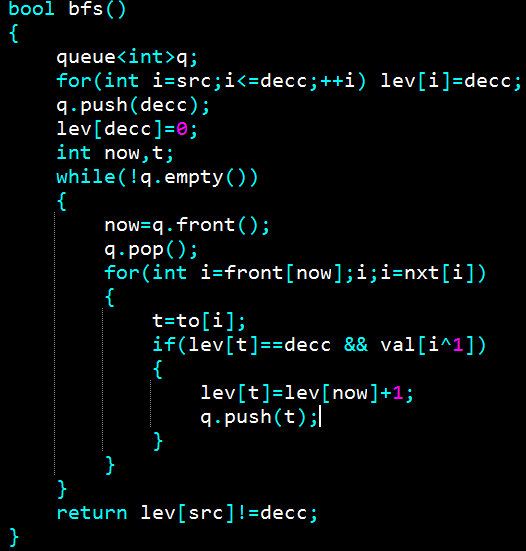 bool bfs()
{
    queue<int>q;
    for(int i=src;i<=decc;++i) lev[i]=decc;
    q.push(decc);
    lev[decc]=0;
    int now,t;
    while(!q.empty())
    {
        now=q.front();
        q.pop();
        for(int i=front[now];i;i=nxt[i])
        {
            t=to[i];
            if(lev[t]==decc && val[i^1])
            {
                lev[t]=lev[now]+1;
                q.push(t);
            }
        }
    }
    return lev[src]!=decc;
}